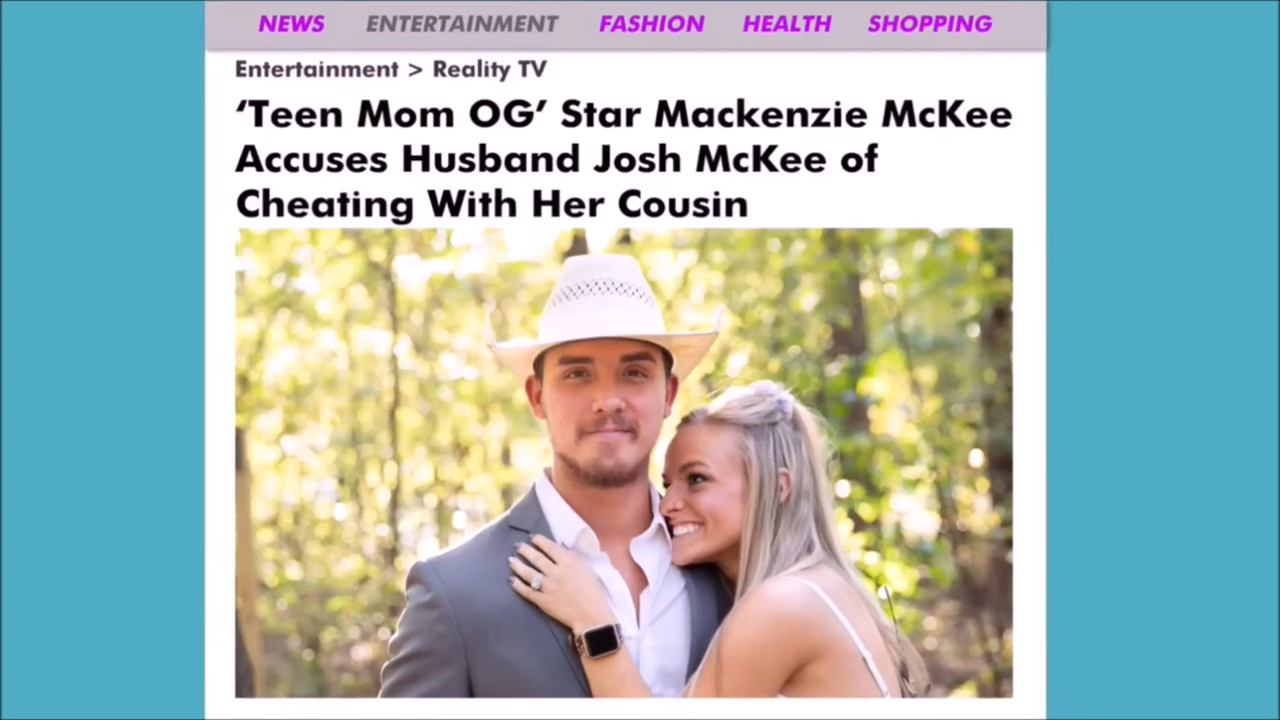 NEWS ENTERTAINMENT FASHION HEALTH SHOPPING
Entertainment > Reality TV
‘Teen Mom OG’ Star Mackenzie McKee
Accuses Husband Josh McKee of
Cheating With Her Cousin